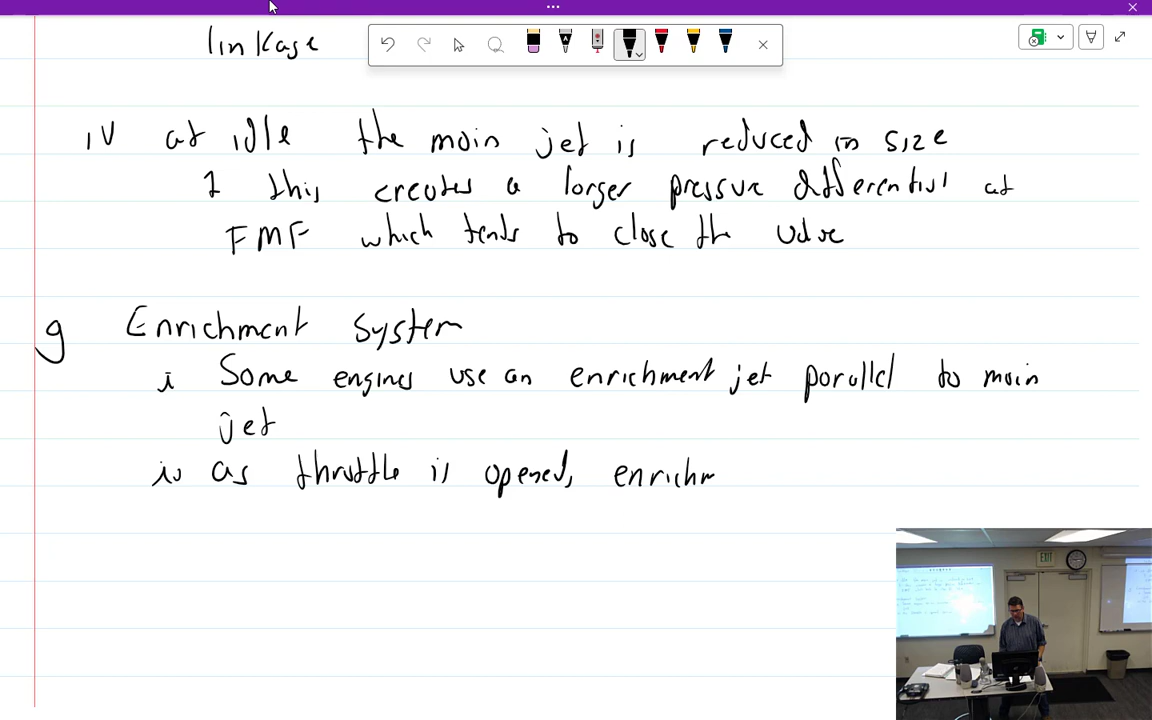 linkage
iv at idle the main jet is reduced in size
1 this creates a larger pressure differential at
FMF which tends to close the valve
g Enrichment System
i Some engines use an enrichment jet parallel to main
jet
ii as throttle is opened, enrichm
EXIT